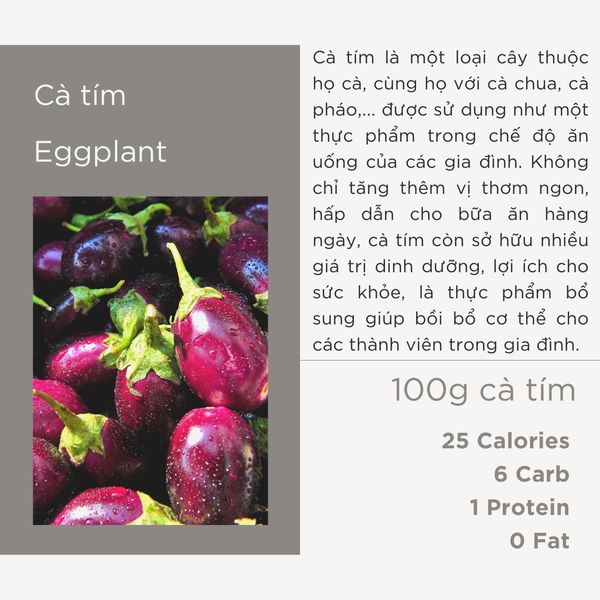 Cà tím
Eggplant
Cà tím là một loại cây thuộc
họ cà, cùng họ với cà chua, cà
pháo,... được sử dụng như một
thực phẩm trong chế độ ăn
uống của các gia đình. Không
chỉ tăng thêm vị thơm ngon,
hấp dẫn cho bữa ăn hàng
ngày, cà tím còn sở hữu nhiều
giá trị dinh dưỡng, lợi ích cho
sức khỏe, là thực phẩm bổ
sung giúp bồi bổ cơ thể cho
các thành viên trong gia đình.
100g cà tím
25 Calories
6 Carb
1 Protein
0 Fat